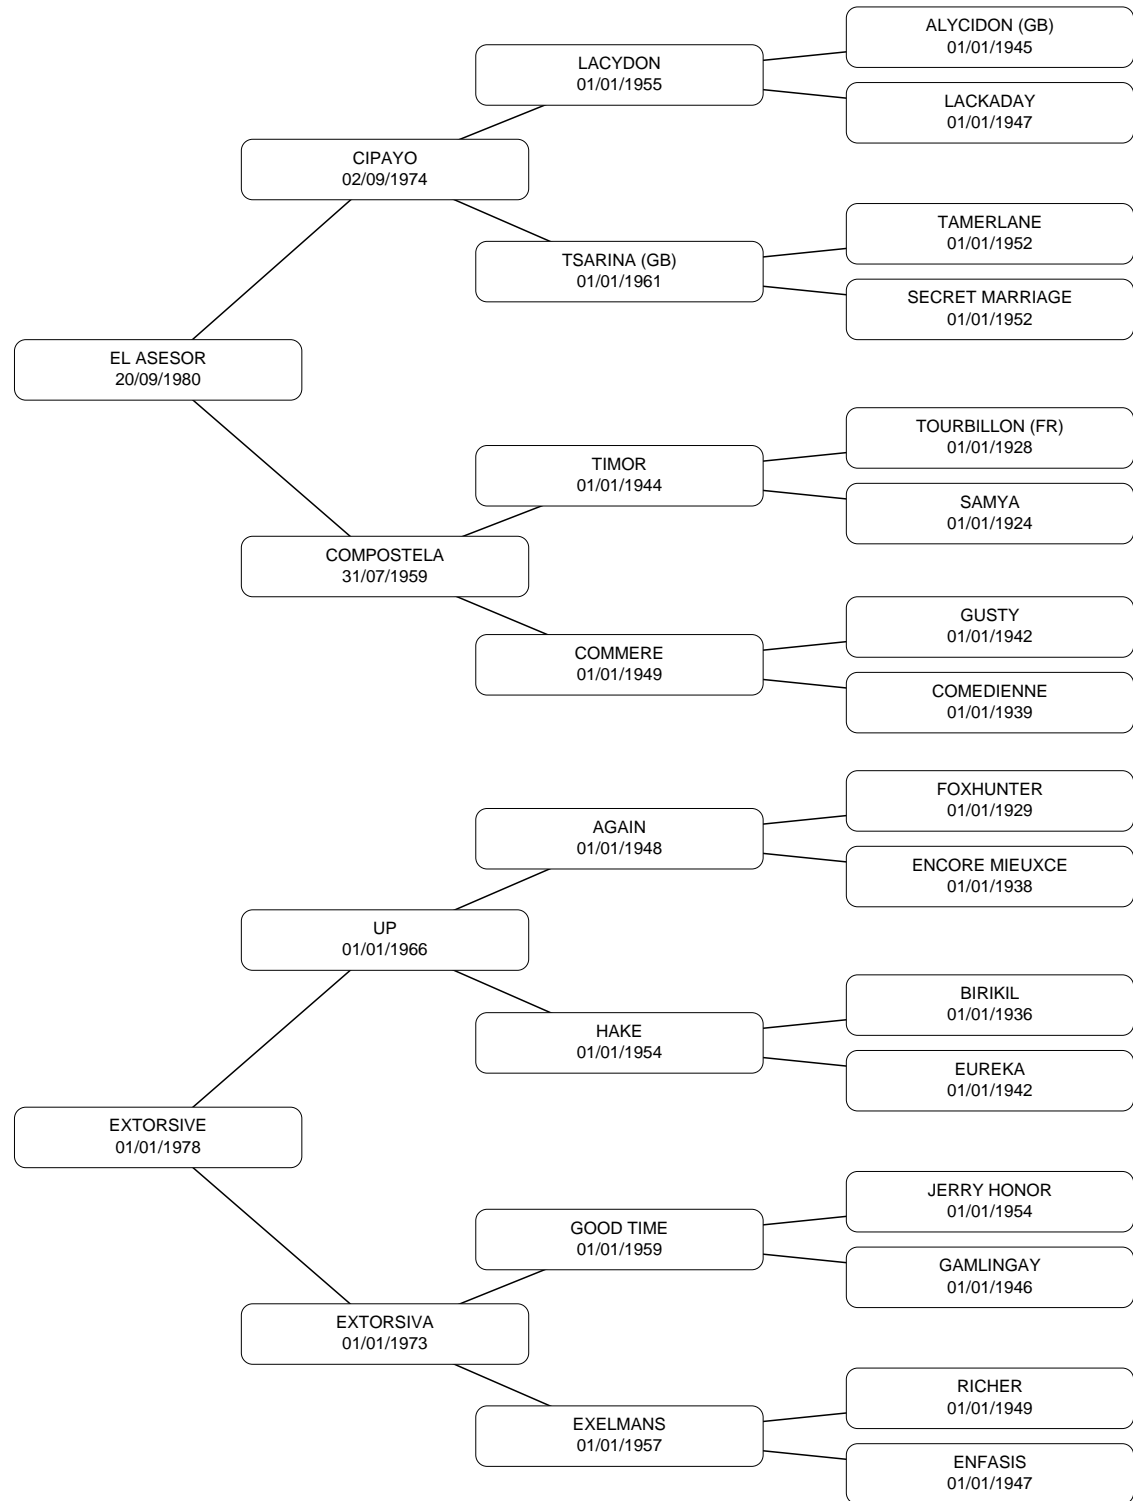 ALYCIDON (GB)
01/01/1945
LACYDON
01/01/1955
LACKADAY
01/01/1947
CIPAYO
02/09/1974
TAMERLANE
01/01/1952
TSARINA (GB)
01/01/1961
SECRET MARRIAGE
01/01/1952
EL ASESOR
20/09/1980
TOURBILLON (FR)
01/01/1928
TIMOR
01/01/1944
SAMYA
01/01/1924
COMPOSTELA
31/07/1959
GUSTY
01/01/1942
COMMERE
01/01/1949
COMEDIENNE
01/01/1939
FOXHUNTER
01/01/1929
AGAIN
01/01/1948
ENCORE MIEUXCE
01/01/1938
UP
01/01/1966
BIRIKIL
01/01/1936
HAKE
01/01/1954
EUREKA
01/01/1942
EXTORSIVE
01/01/1978
JERRY HONOR
01/01/1954
GOOD TIME
01/01/1959
GAMLINGAY
01/01/1946
EXTORSIVA
01/01/1973
RICHER
01/01/1949
EXELMANS
01/01/1957
ENFASIS
01/01/1947